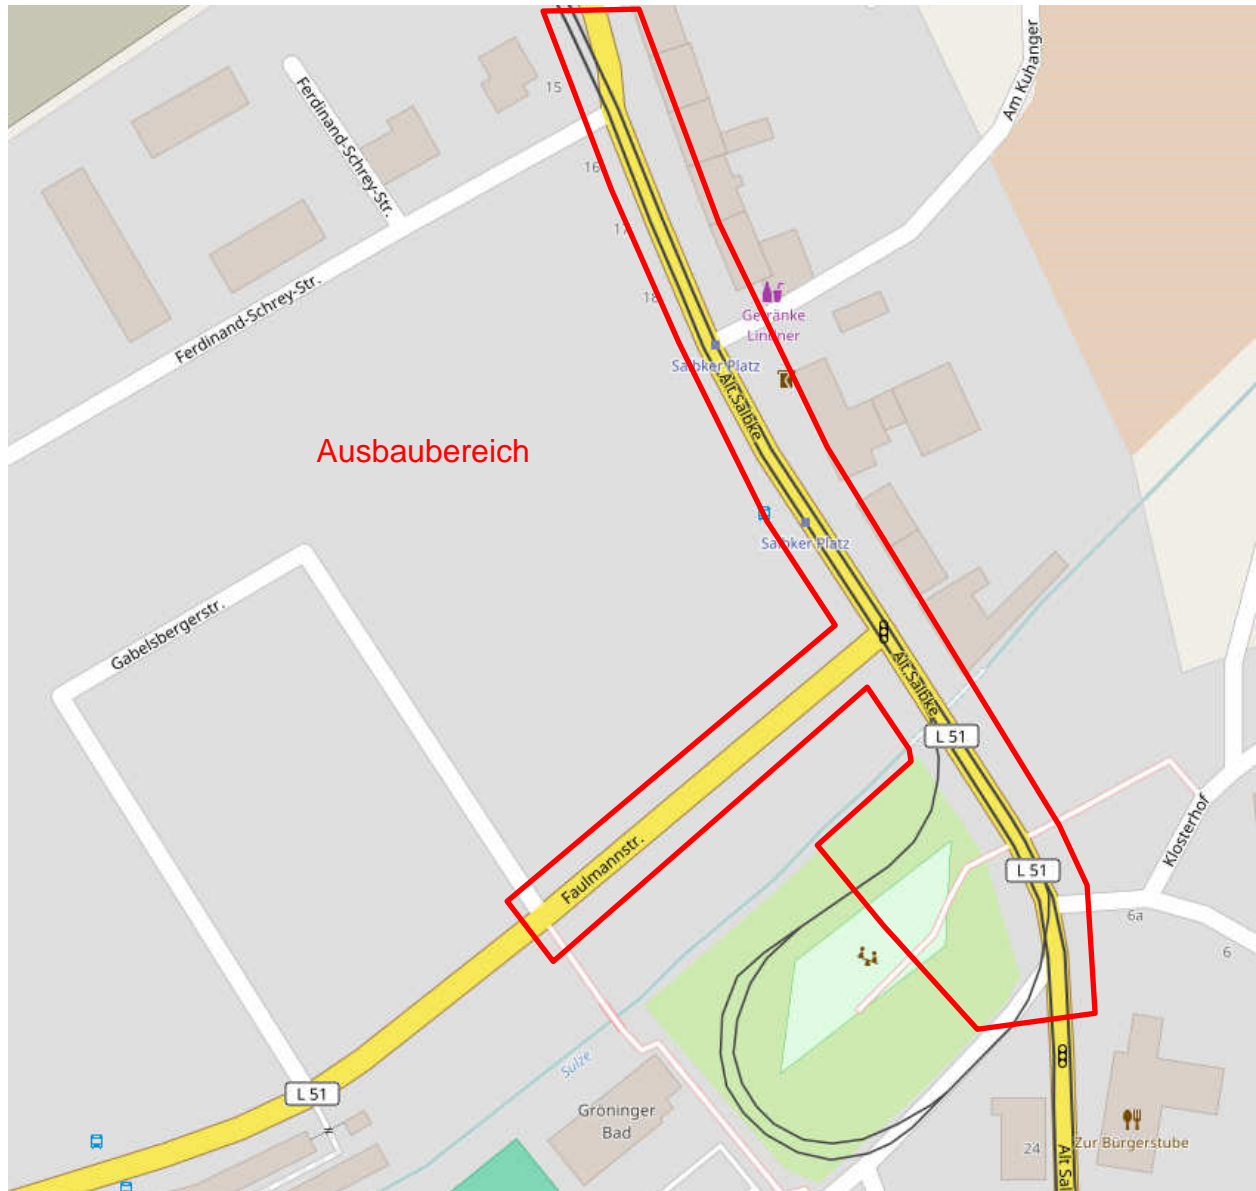 Am Kuhanger
Ferdinand-Schrey-Str.
15
16
17
18
Ferdinand-Schrey-Str.
Getränke
Lindner
Salbker Platz
Alt Salbke
Ausbaubereich
Salbker Platz
Gabelsbergerstr.
Alt Salbke
L 51
Klosterhof
Faulmannstr.
L 51
6a
6
Sülze
L 51
Gröninger
Bad
24
Zur Bürgerstube
Alt Sal